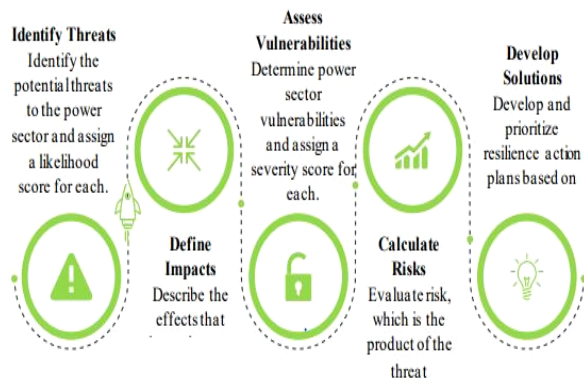 Identify Threats
Identify the
potential threats
to the power
sector and assign
a likelihood
score for each.
Define
Impacts
Describe the
effects that
Assess
Vulnerabilities
Determine power
sector
vulnerabilities
and assign a
severity score for
each.
Calculate
Risks
Evaluate risk,
which is the
product of the
threat
Develop
Solutions
Develop and
prioritize
resilience action
plans based on